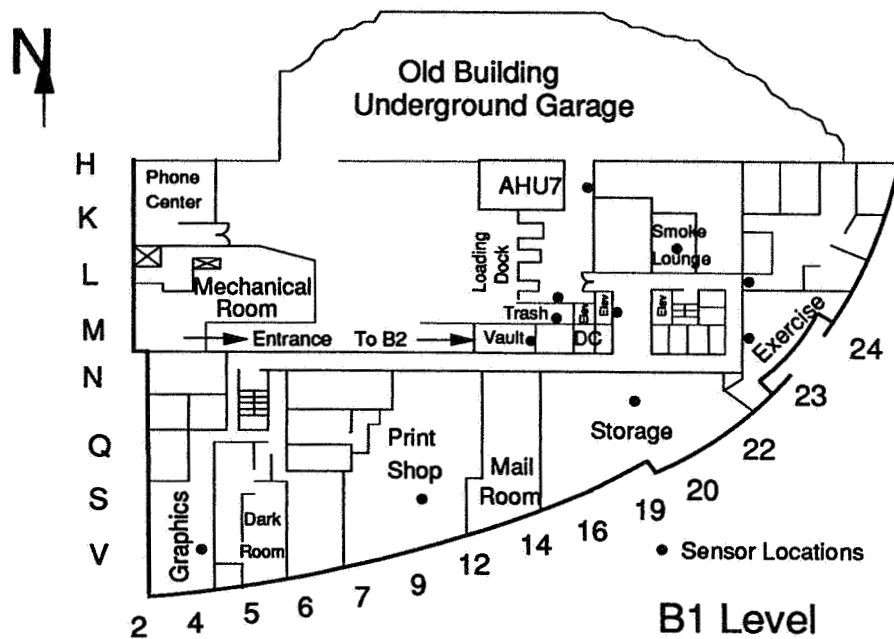 N
Old Building
Underground Garage
H
Phone
Center
AHU7
K
Smoke
Lounge
L
Loading
Dock
Mechanical
Room
Trash
Elev
Elev
Elev
M
Entrance
To B2
Vault
DC
Exercise
24
N
23
Q
Print
Shop
Storage
22
Mail
Room
S
20
19
Graphics
Dark
Room
16
14
V
12
Sensor Locations
9
7
6
5
4
2
B1 Level